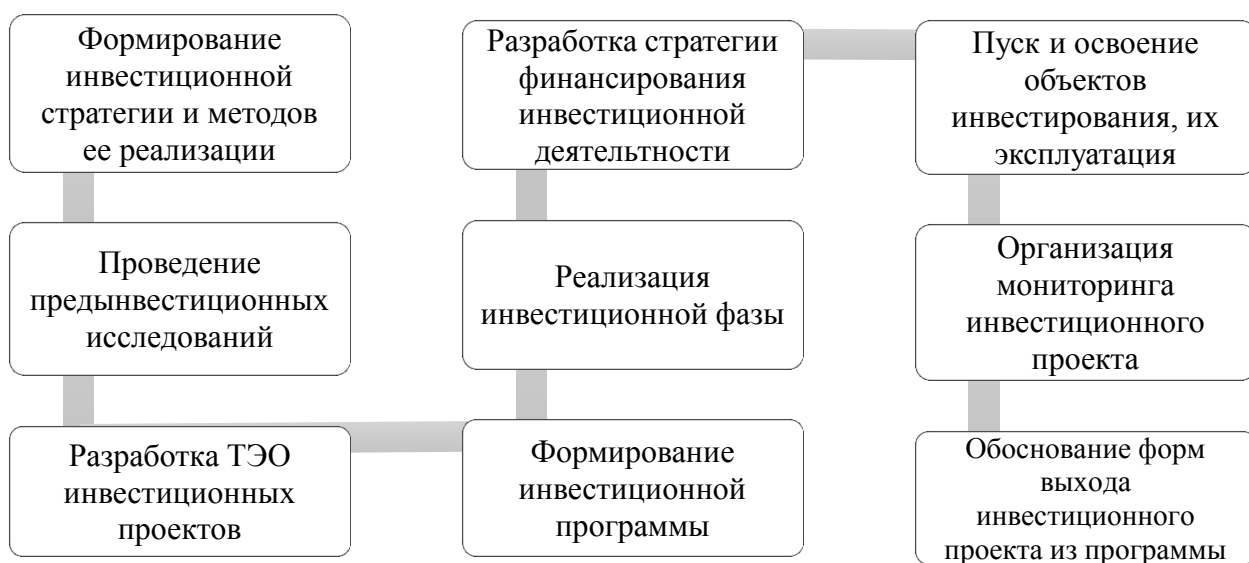 Формирование
инвестиционной
стратегии и методов
ее реализации
Проведение
предынвестиционных
исследований
Разработка ТЭО
инвестиционных
проектов
Формирование
инвестиционной
программы
Реализация
инвестиционной фазы
Разработка стратегии
финансирования
инвестиционной
деятельтности
Пуск и освоение
объектов
инвестирования, их
эксплуатация
Организация
мониторинга
инвестиционного
проекта
Обоснование форм
выхода
инвестиционного
проекта из программы